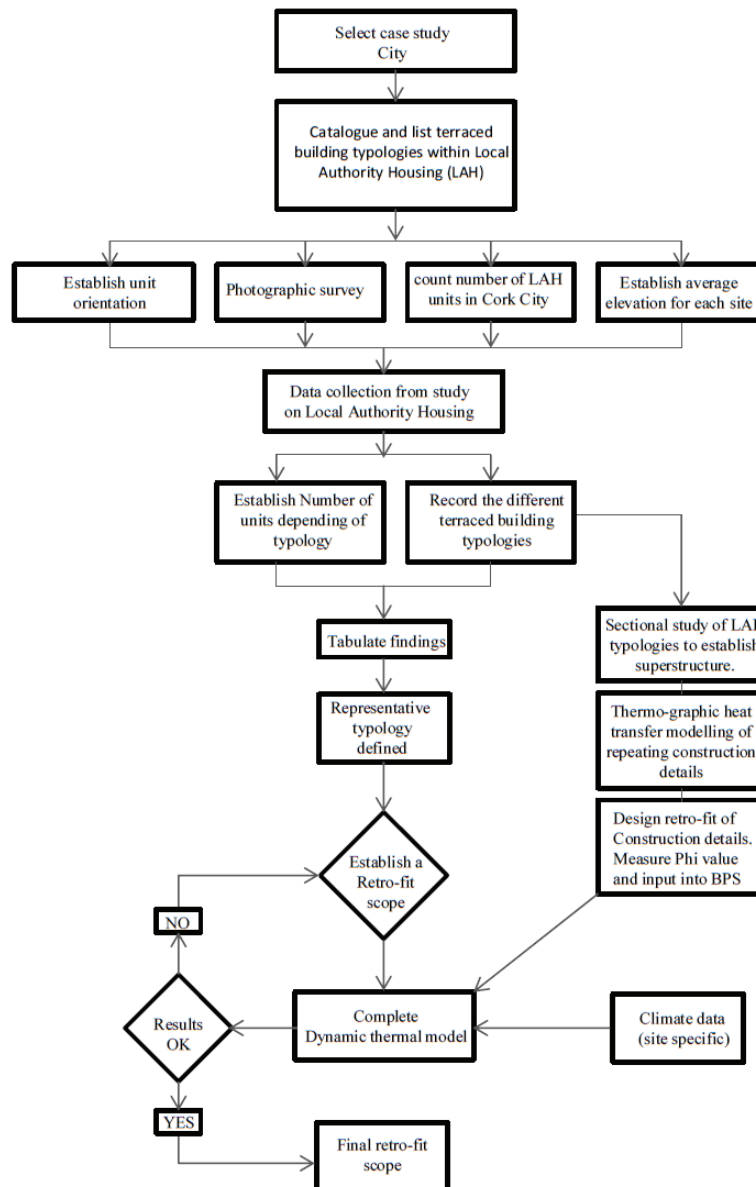 Select case study
City
Catalogue and list terraced
building typologies within Local
Authority Housing (LAH)
Establish unit
orientation
Photographic survey
count number of LAH
units in Cork City
Establish average
elevation for each site
Data collection from study
on Local Authority Housing
Establish Number of
units depending of
typology
Record the different
terraced building
typologies
Tabulate findings
Sectional study of
typologies to establish
superstructure.
Representative
typology
defined
Thermo-graphic heat
transfer modelling of
repeating construction
details
Establish a
Retro-fit
scope
Design retro-fit of
Construction details.
Measure Phi value
and input into BPS
NO
Results
OK
Complete
Dynamic thermal model
Climate data
(site specific)
YES
Final retro-fit
scope